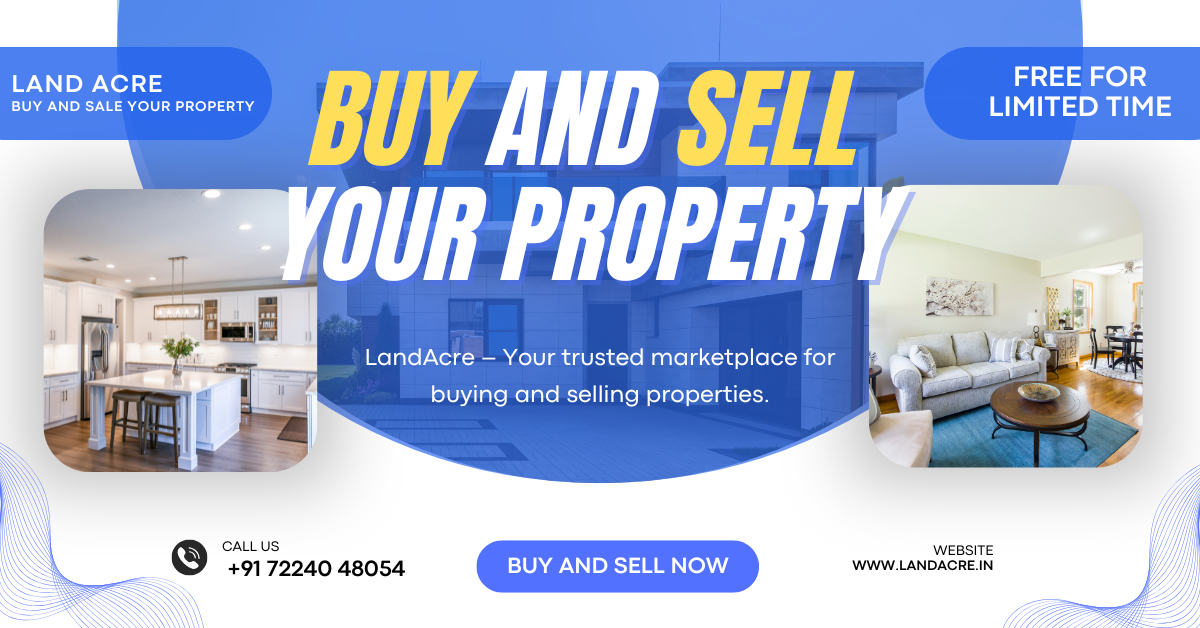 LAND ACRE
BUY AND SALE YOUR PROPERTY
FREE FOR
LIMITED TIME
BUY AND SELL
YOUR PROPERTY
LandAcre – Your trusted marketplace for
buying and selling properties.
CALL US
+91 72240 48054
BUY AND SELL NOW
WEBSITE
WWW.LANDACRE.IN